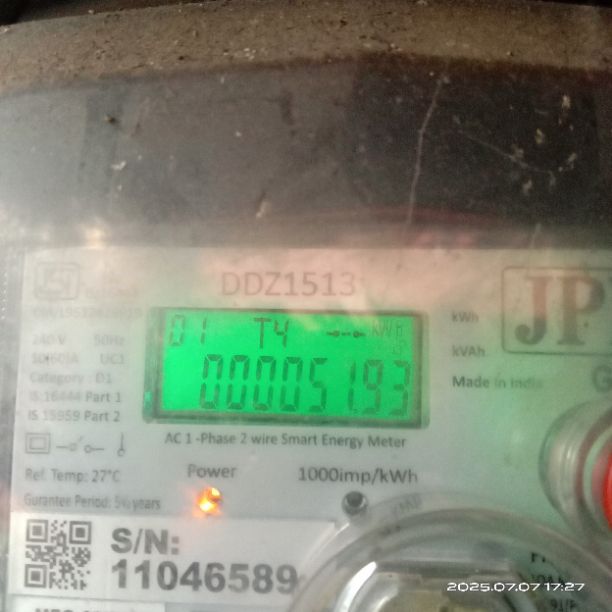 DDZ1513
JP
01 T4 kWh
00005193
kWh
kVAh
240 V 50Hz
UC1
Category : D1
IS 16444 Part 1
IS 15959 Part 2
Made in India
G
AC 1 -Phase 2 wire Smart Energy Meter
Ref. Temp: 27°C
Power
1000imp/kWh
Gurantee Period: 5½ years
S/N:
11046589
2025.07.07 17:27